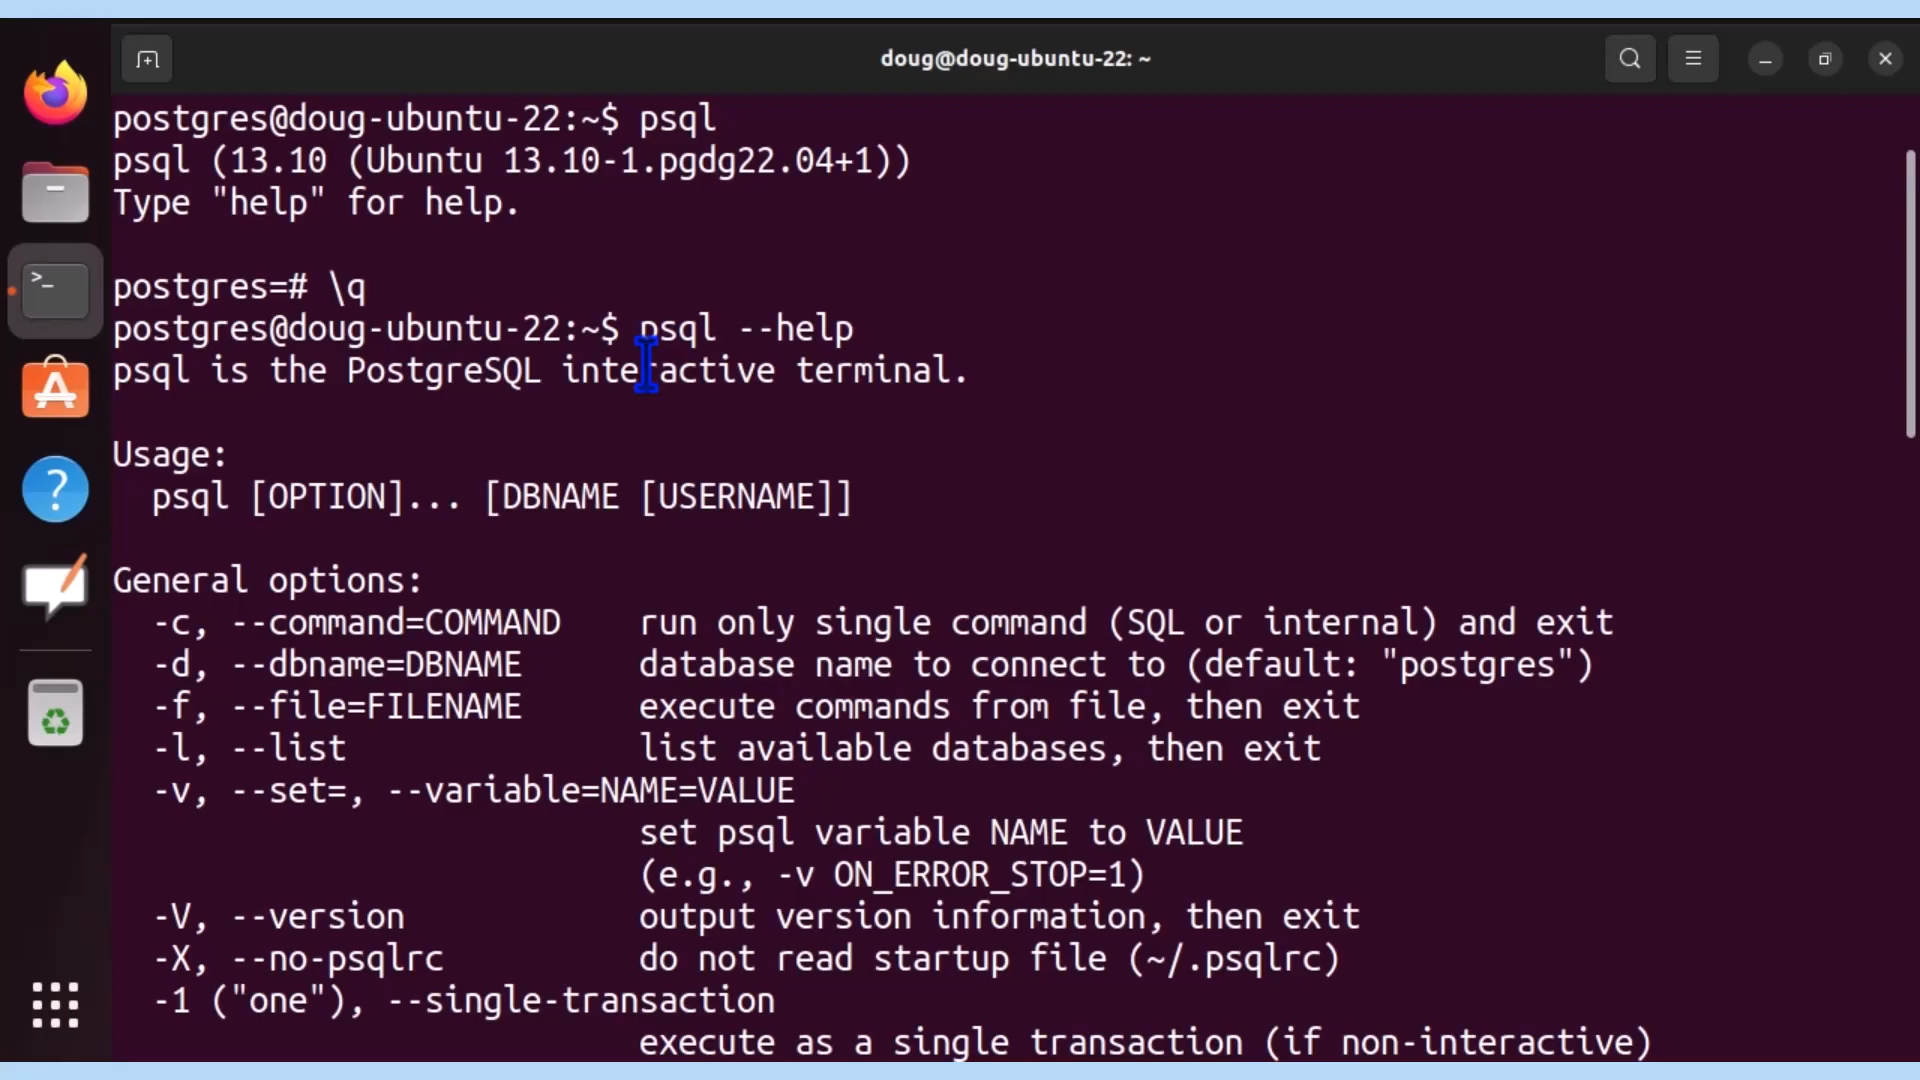 doug@doug-ubuntu-22: ~
postgres@doug-ubuntu-22:~$ psql
psql (13.10 (Ubuntu 13.10-1.pgdg22.04+1))
Type "help" for help.
postgres=# \q
postgres@doug-ubuntu-22:~$ psql --help
psql is the PostgreSQL interactive terminal.
Usage:
  psql [OPTION]... [DBNAME [USERNAME]]
General options:
  -c, --command=COMMAND    run only single command (SQL or internal) and exit
  -d, --dbname=DBNAME      database name to connect to (default: "postgres")
  -f, --file=FILENAME      execute commands from file, then exit
  -l, --list               list available databases, then exit
  -v, --set=, --variable=NAME=VALUE
                           set psql variable NAME to VALUE
                           (e.g., -v ON_ERROR_STOP=1)
  -V, --version            output version information, then exit
  -X, --no-psqlrc          do not read startup file (~/.psqlrc)
  -1 ("one"), --single-transaction
                           execute as a single transaction (if non-interactive)